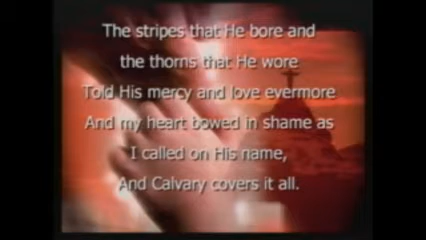 The stripes that He bore and
the thorns that He wore
Told His mercy and love evermore
And my heart bowed in shame as
I called on His name,
And Calvary covers it all.